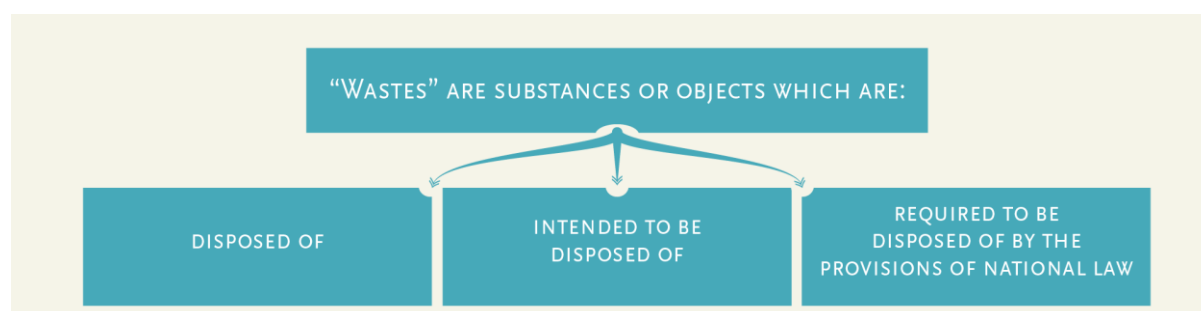 “Wastes” are substances or objects which are:
disposed of
intended to be
disposed of
required to be
disposed of by the
provisions of national law